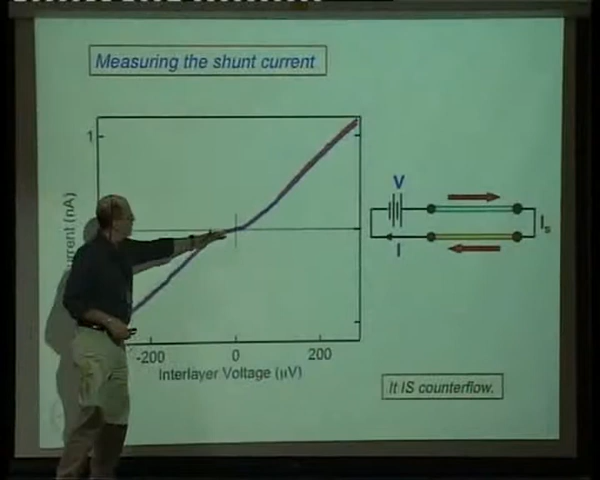 Measuring the shunt current
1
urrent (nA)
-200
0
200
Interlayer Voltage (μV)
V
I
Is
It IS counterflow.